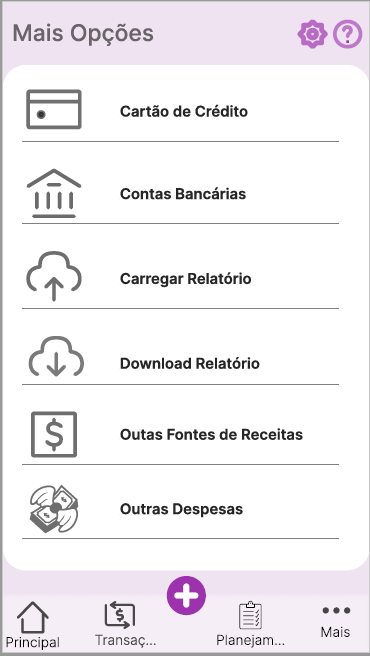 Mais Opções
Cartão de Crédito
Contas Bancárias
Carregar Relatório
Download Relatório
Outas Fontes de Receitas
Outras Despesas
Principal
Transaç...
Planejam...
Mais